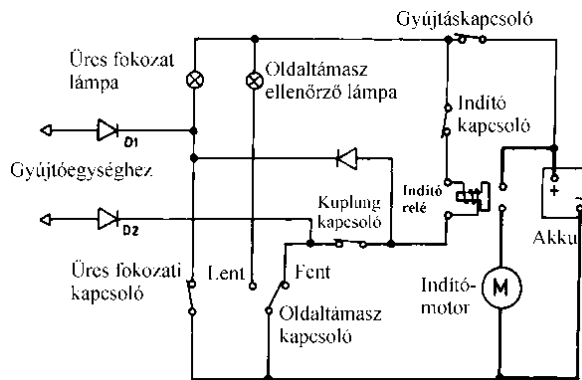 Gyújtáskapcsoló
Üres fokozat
lámpa
Oldaltámasz
ellenőrző lámpa
Indító
kapcsoló
D1
Gyújtóegységhez
Indító
relé
+
-
Akku
D2
Kuplung
kapcsoló
Üres fokozati
kapcsoló
Lent
Fent
Oldaltámasz
kapcsoló
Indító-
motor
M